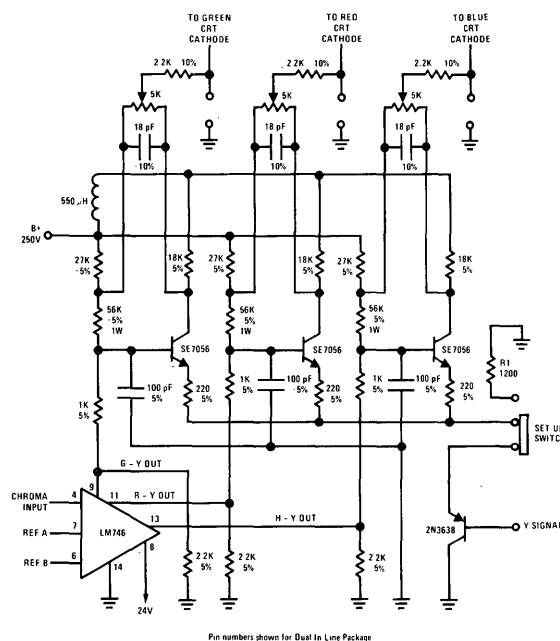 TO GREEN
CRT
CATHODE
TO RED
CRT
CATHODE
TO BLUE
CRT
CATHODE
2 2K 10%
2 2K 10%
2.2K 10%
5K
5K
5K
18 pF
-10%
18 pF
10%
18 pF
10%
550 µH
B+
250V
27K
-5%
18K
5%
27K
5%
18K
5%
27K
5%
18K
5%
56K
-5%
1W
56K
5%
1W
56K
5%
1W
SE7056
SE7056
SE7056
R1
1200
100 pF
5%
220
5%
1K
5%
100 pF
-5%
220
5%
1K
5%
100 pF
5%
220
5%
1K
5%
SET UP
SWITCH
G - Y OUT
9
CHROMA
INPUT
4
11
R - Y OUT
REF A
7
LM746
13
H - Y OUT
2N3638
Y SIGNAL
REF B
6
8
14
24V
2 2K
5%
2 2K
5%
2 2K
5%
Pin numbers shown for Dual In Line Package